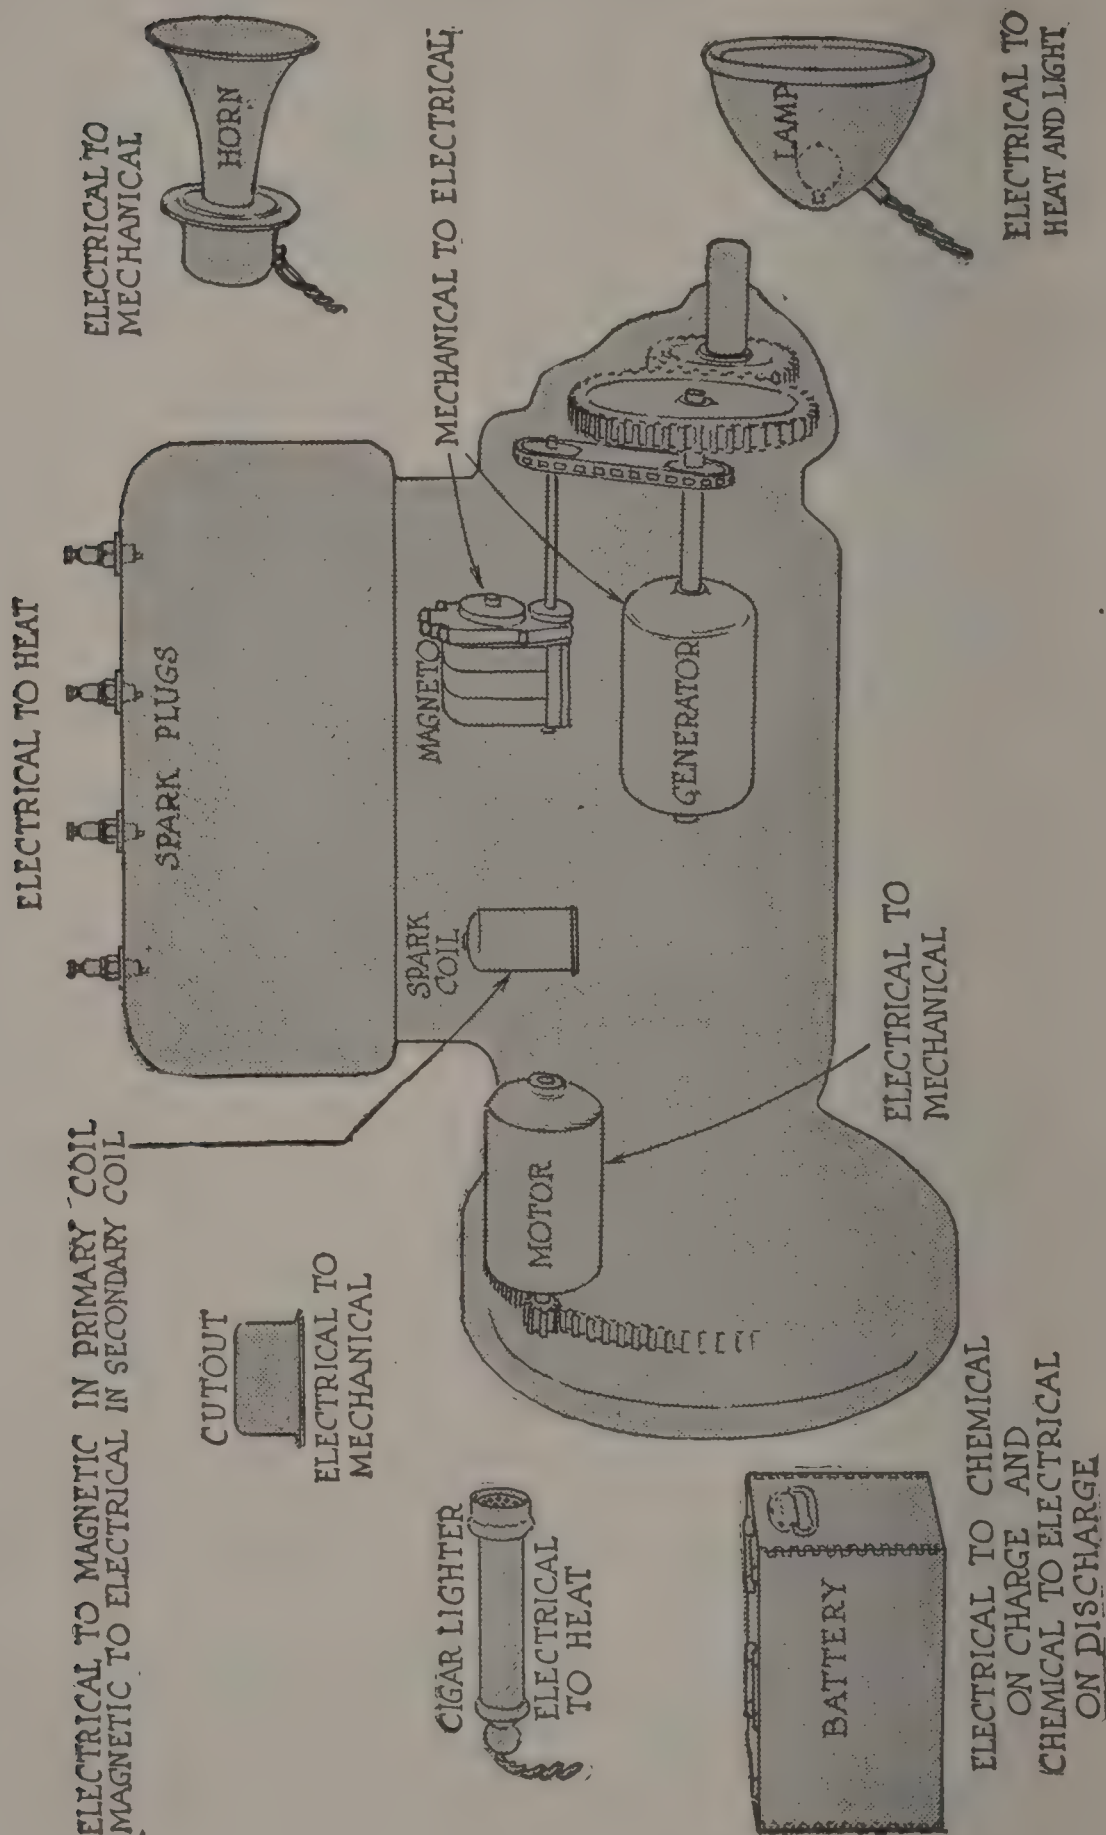 ELECTRICAL TO MAGNETIC IN PRIMARY COIL
MAGNETIC TO ELECTRICAL IN SECONDARY COIL
ELECTRICAL TO HEAT
SPARK PLUGS
ELECTRICAL TO
MECHANICAL
HORN
CUTOUT
ELECTRICAL TO
MECHANICAL
SPARK
COIL
MAGNETO
MECHANICAL TO ELECTRICAL
CIGAR LIGHTER
ELECTRICAL
TO HEAT
MOTOR
GENERATOR
LAMP
BATTERY
ELECTRICAL TO
MECHANICAL
ELECTRICAL TO
HEAT AND LIGHT
ELECTRICAL TO CHEMICAL
ON CHARGE AND
CHEMICAL TO ELECTRICAL
ON DISCHARGE